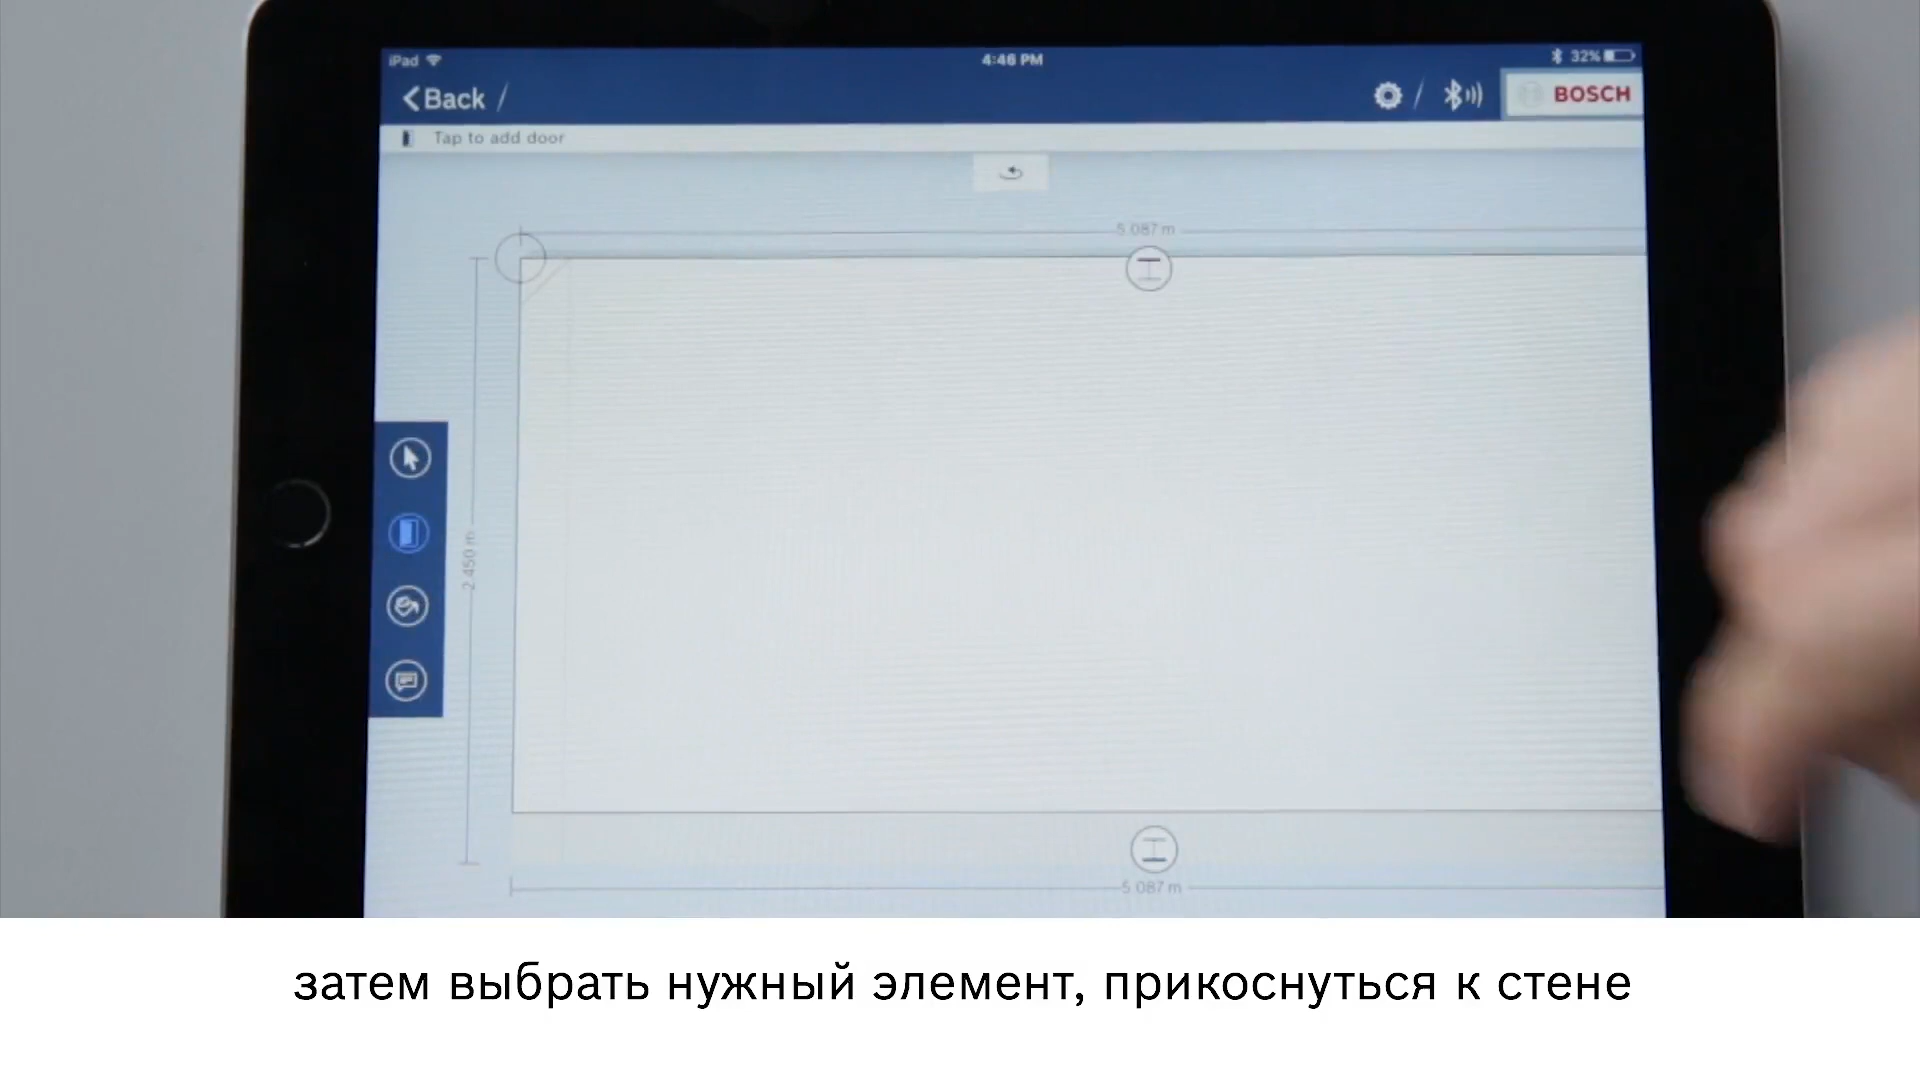 iPad
4:46 PM
32%
Back /
/
BOSCH
Tap to add door
5.087 m
2.450 m
5.087 m
затем выбрать нужный элемент, прикоснуться к стене